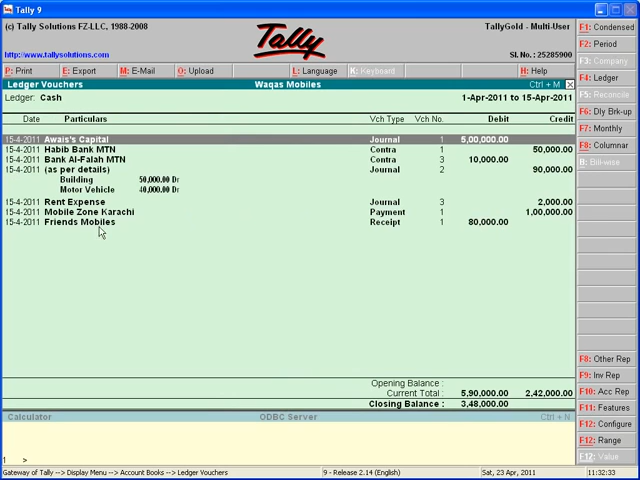 Tally 9
(c) Tally Solutions FZ-LLC, 1988-2008
TallyGold - Multi-User
Tally
http://www.tallysolutions.com
Sl. No.: 25285900
P: Print E: Export M: E-Mail O: Upload L: Language K: Keyboard H: Help
Ledger Vouchers Waqas Mobiles Ctrl + M
Ledger: Cash 1-Apr-2011 to 15-Apr-2011
Date Particulars Vch Type Vch No. Debit Credit
15-4-2011 Awais's Capital Journal 1 5,00,000.00
15-4-2011 Habib Bank MTN Contra 1 50,000.00
15-4-2011 Bank Al-Falah MTN Contra 3 10,000.00
15-4-2011 (as per details) Journal 2 90,000.00
Building 50,000.00 Dr
Motor Vehicle 40,000.00 Dr
15-4-2011 Rent Expense Journal 3 2,000.00
15-4-2011 Mobile Zone Karachi Payment 1 1,00,000.00
15-4-2011 Friends Mobiles Receipt 1 80,000.00
Opening Balance :
Current Total : 5,90,000.00 2,42,000.00
Closing Balance : 3,48,000.00
Calculator ODBC Server Ctrl + N
1 >
Gateway of Tally --> Display Menu --> Account Books --> Ledger Vouchers 9 - Release 2.14 (English) Sat, 23 Apr, 2011 11:32:33
F1: Condensed
F2: Period
F3: Company
F4: Ledger
F5: Reconcile
F6: Dly Brk-up
F7: Monthly
F8: Columnar
B: Bill-wise
F8: Other Rep
F9: Inv Rep
F10: Acc Rep
F11: Features
F12: Configure
F12: Range
F12: Value